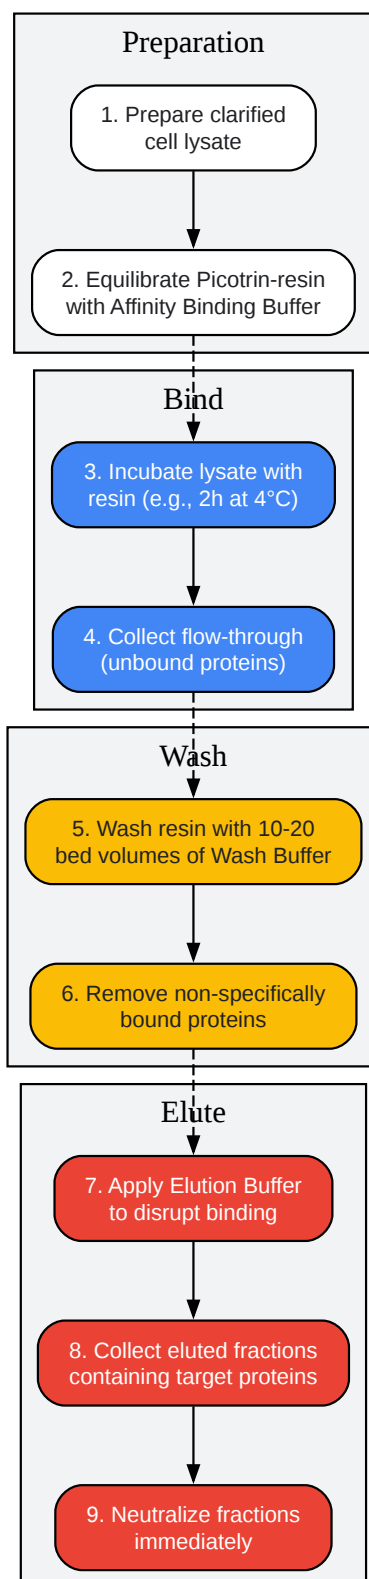 Preparation
1. Prepare clarified
cell lysate
2. Equilibrate Picotrin-resin
with Affinity Binding Buffer
Bind
3. Incubate lysate with
resin (e.g., 2h at 4°C)
4. Collect flow-through
(unbound proteins)
Wash
5. Wash resin with 10-20
bed volumes of Wash Buffer
6. Remove non-specifically
bound proteins
Elute
7. Apply Elution Buffer
to disrupt binding
8. Collect eluted fractions
containing target proteins
9. Neutralize fractions
immediately